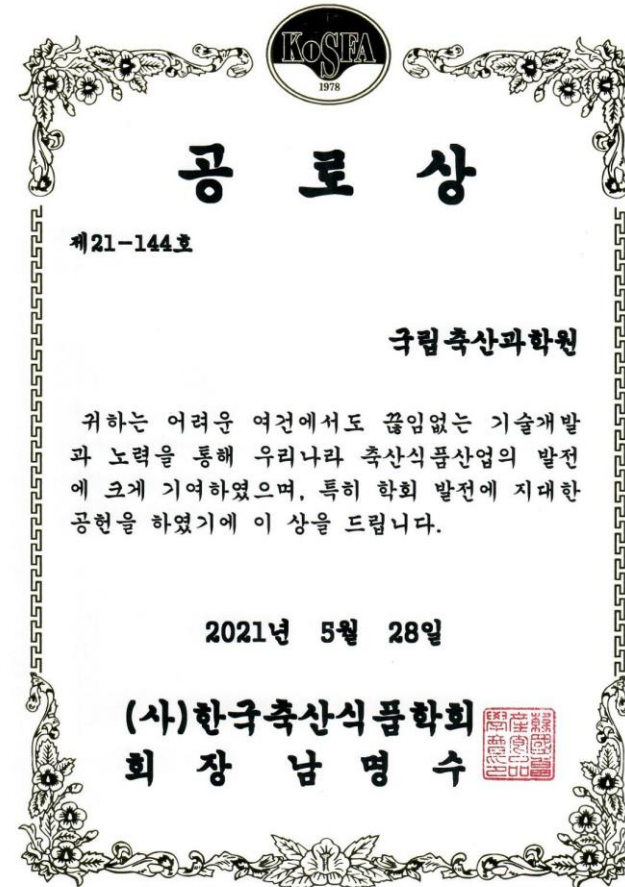 KoSFA
1978
공 로 상
제21-144호
국립축산과학원
귀하는 어려운 여건에서도 끊임없는 기술개발
과 노력을 통해 우리나라 축산식품산업의 발전
에 크게 기여하였으며, 특히 학회 발전에 지대한
공헌을 하였기에 이 상을 드립니다.
2021년 5월 28일
(사)한국축산식품학회
회 장 남 명 수